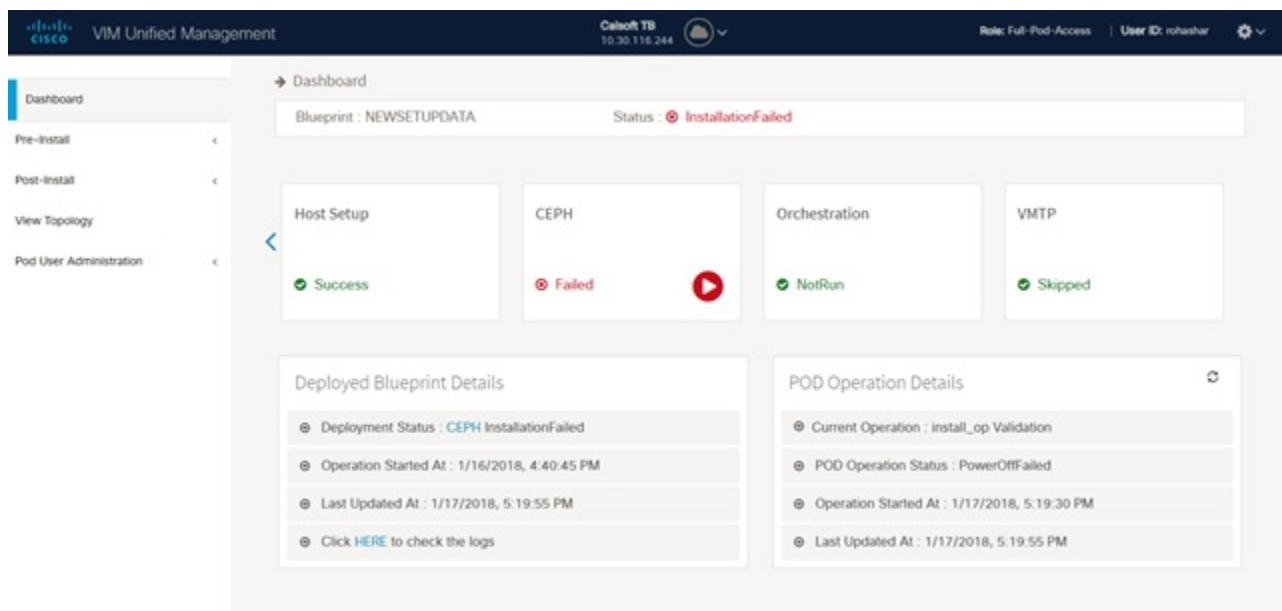 CISCO VIM Unified Management
Calsoft TB
10.30.116.244
Role: Full-Pod-Access | User ID: rohashar
Dashboard
Pre-Install
Post-Install
View Topology
Pod User Administration
Dashboard
Blueprint : NEWSETUPDATA Status : InstallationFailed
Host Setup
Success
CEPH
Failed
Orchestration
NotRun
VMTP
Skipped
Deployed Blueprint Details
Deployment Status : CEPH InstallationFailed
Operation Started At : 1/16/2018, 4:40:45 PM
Last Updated At : 1/17/2018, 5:19:55 PM
Click HERE to check the logs
POD Operation Details
Current Operation : install_op Validation
POD Operation Status : PowerOffFailed
Operation Started At : 1/17/2018, 5:19:30 PM
Last Updated At : 1/17/2018, 5:19:55 PM